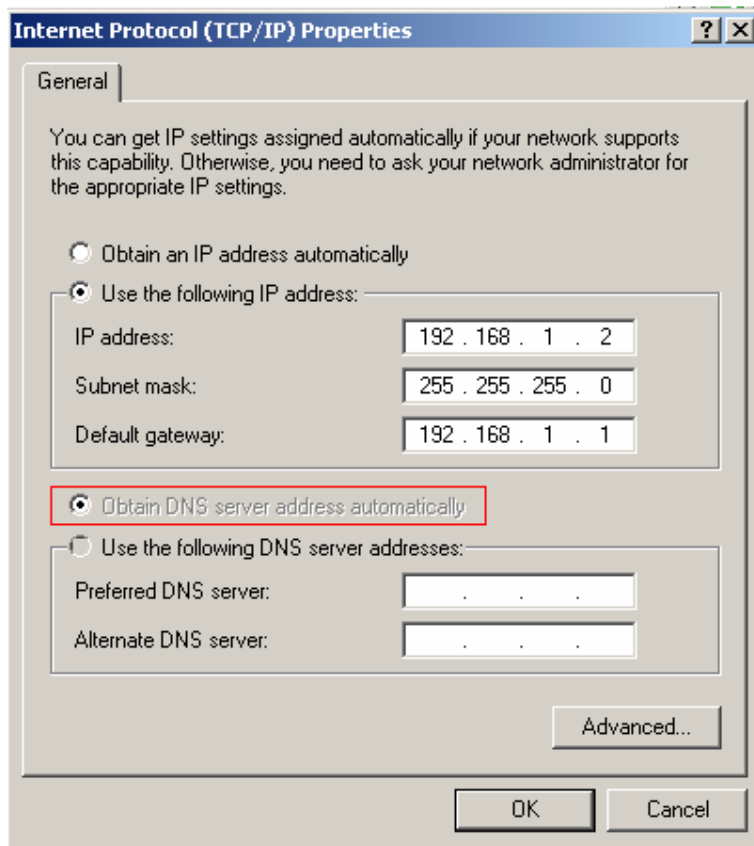 Internet Protocol (TCP/IP) Properties
General
You can get IP settings assigned automatically if your network supports
this capability. Otherwise, you need to ask your network administrator for
the appropriate IP settings.
Obtain an IP address automatically
Use the following IP address:
IP address: 192 . 168 . 1 . 2
Subnet mask: 255 . 255 . 255 . 0
Default gateway: 192 . 168 . 1 . 1
Obtain DNS server address automatically
Use the following DNS server addresses:
Preferred DNS server: . . .
Alternate DNS server: . . .
Advanced...
OK Cancel